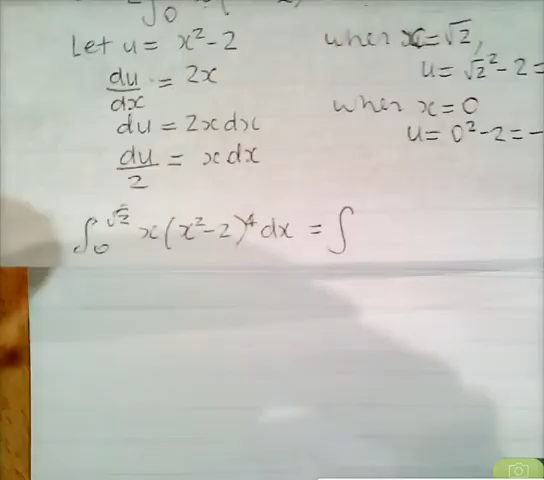 ∫₀
Let u = x²-2
du/dx = 2x
du = 2x dx
du/2 = x dx
when x=√2,
u = √2² - 2 =
when x=0
u = 0² - 2 = -
∫₀^√2 x(x²-2)⁴ dx = ∫